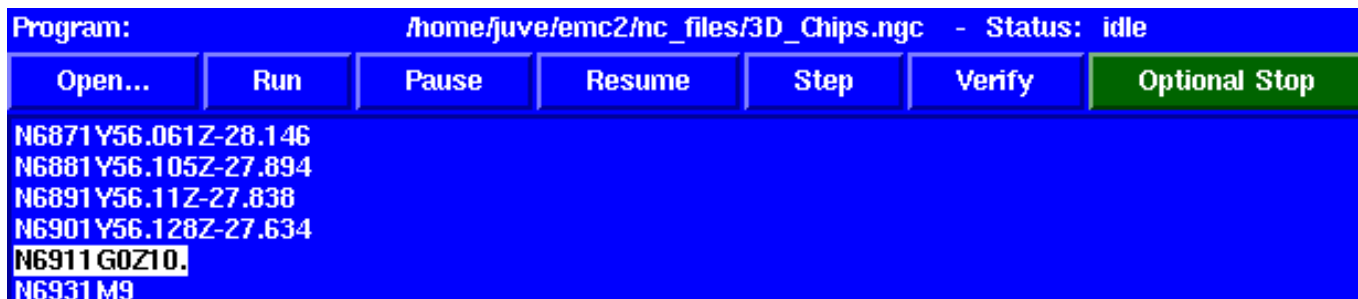 Program: /home/juve/emc2/nc_files/3D_Chips.ngc - Status: idle
Open... Run Pause Resume Step Verify Optional Stop
N6871Y56.061Z-28.146
N6881Y56.105Z-27.894
N6891Y56.11Z-27.838
N6901Y56.128Z-27.634
N6911G0Z10.
N6931M9